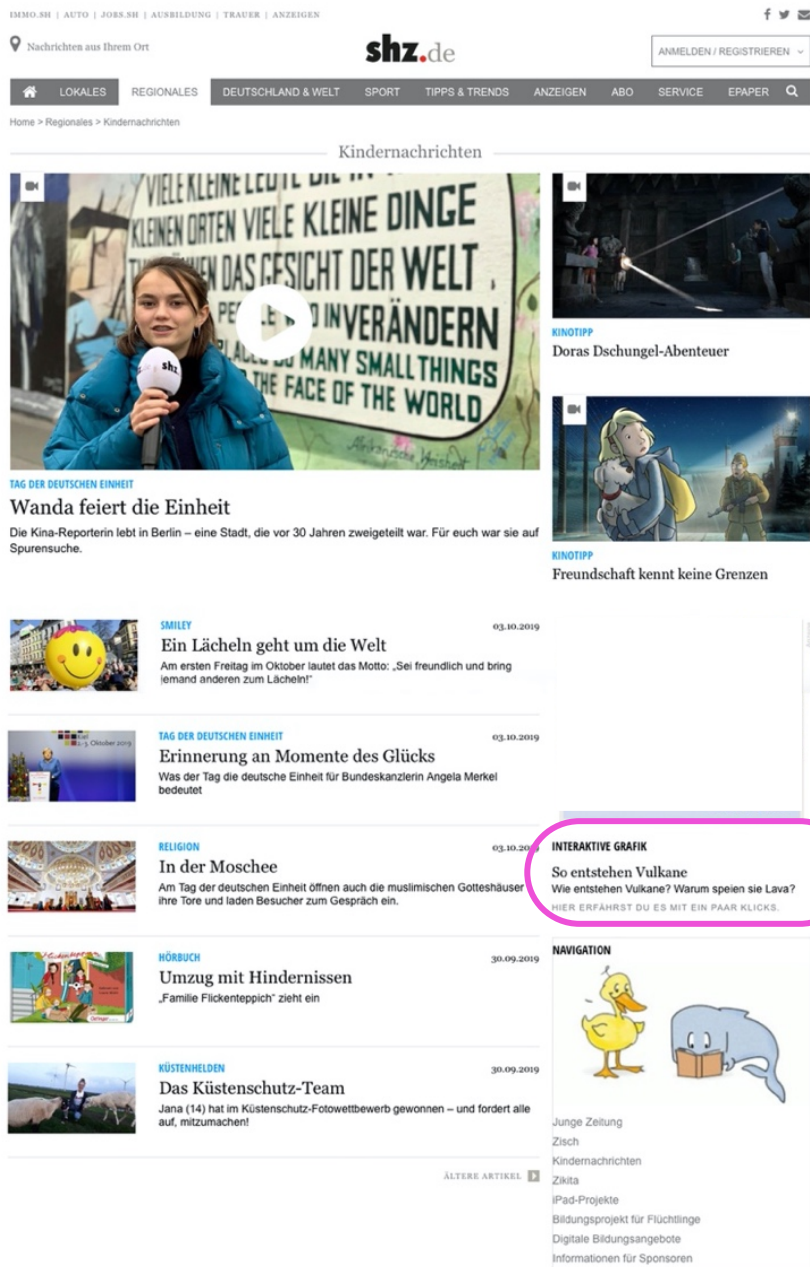 IMMO.SH | AUTO | JOBS.SH | AUSBILDUNG | TRAUER | ANZEIGEN
Nachrichten aus Ihrem Ort
shz.de
ANMELDEN / REGISTRIEREN
LOKALES REGIONALES DEUTSCHLAND & WELT SPORT TIPPS & TRENDS ANZEIGEN ABO SERVICE EPAPER
Home > Regionales > Kindernachrichten
Kindernachrichten
VIELE KLEINE LEUTE DIE IN
KLEINEN ORTEN VIELE KLEINE DINGE
DAS GESICHT DER WELT,
IN VERÄNDERN
MANY SMALL THINGS
THE FACE OF THE WORLD
shz
TAG DER DEUTSCHEN EINHEIT
Wanda feiert die Einheit
Die Kina-Reporterin lebt in Berlin – eine Stadt, die vor 30 Jahren zweigeteilt war. Für euch war sie auf
Spurensuche.
KINOTIPP
Doras Dschungel-Abenteuer
KINOTIPP
Freundschaft kennt keine Grenzen
SMILEY
03.10.2019
Ein Lächeln geht um die Welt
Am ersten Freitag im Oktober lautet das Motto: „Sei freundlich und bring
jemand anderen zum Lächeln!“
TAG DER DEUTSCHEN EINHEIT
03.10.2019
Erinnerung an Momente des Glücks
Was der Tag die deutsche Einheit für Bundeskanzlerin Angela Merkel
bedeutet
Kiel
2.-3. Oktober 2019
RELIGION
03.10.2019
In der Moschee
Am Tag der deutschen Einheit öffnen auch die muslimischen Gotteshäuser
ihre Tore und laden Besucher zum Gespräch ein.
HÖRBUCH
30.09.2019
Umzug mit Hindernissen
„Familie Flickenteppich“ zieht ein
KÜSTENHELDEN
30.09.2019
Das Küstenschutz-Team
Jana (14) hat im Küstenschutz-Fotowettbewerb gewonnen – und fordert alle
auf, mitzumachen!
ÄLTERE ARTIKEL
INTERAKTIVE GRAFIK
So entstehen Vulkane
Wie entstehen Vulkane? Warum speien sie Lava?
HIER ERFÄHRST DU ES MIT EIN PAAR KLICKS.
NAVIGATION
Junge Zeitung
Zisch
Kindernachrichten
Zikita
iPad-Projekte
Bildungsprojekt für Flüchtlinge
Digitale Bildungsangebote
Informationen für Sponsoren